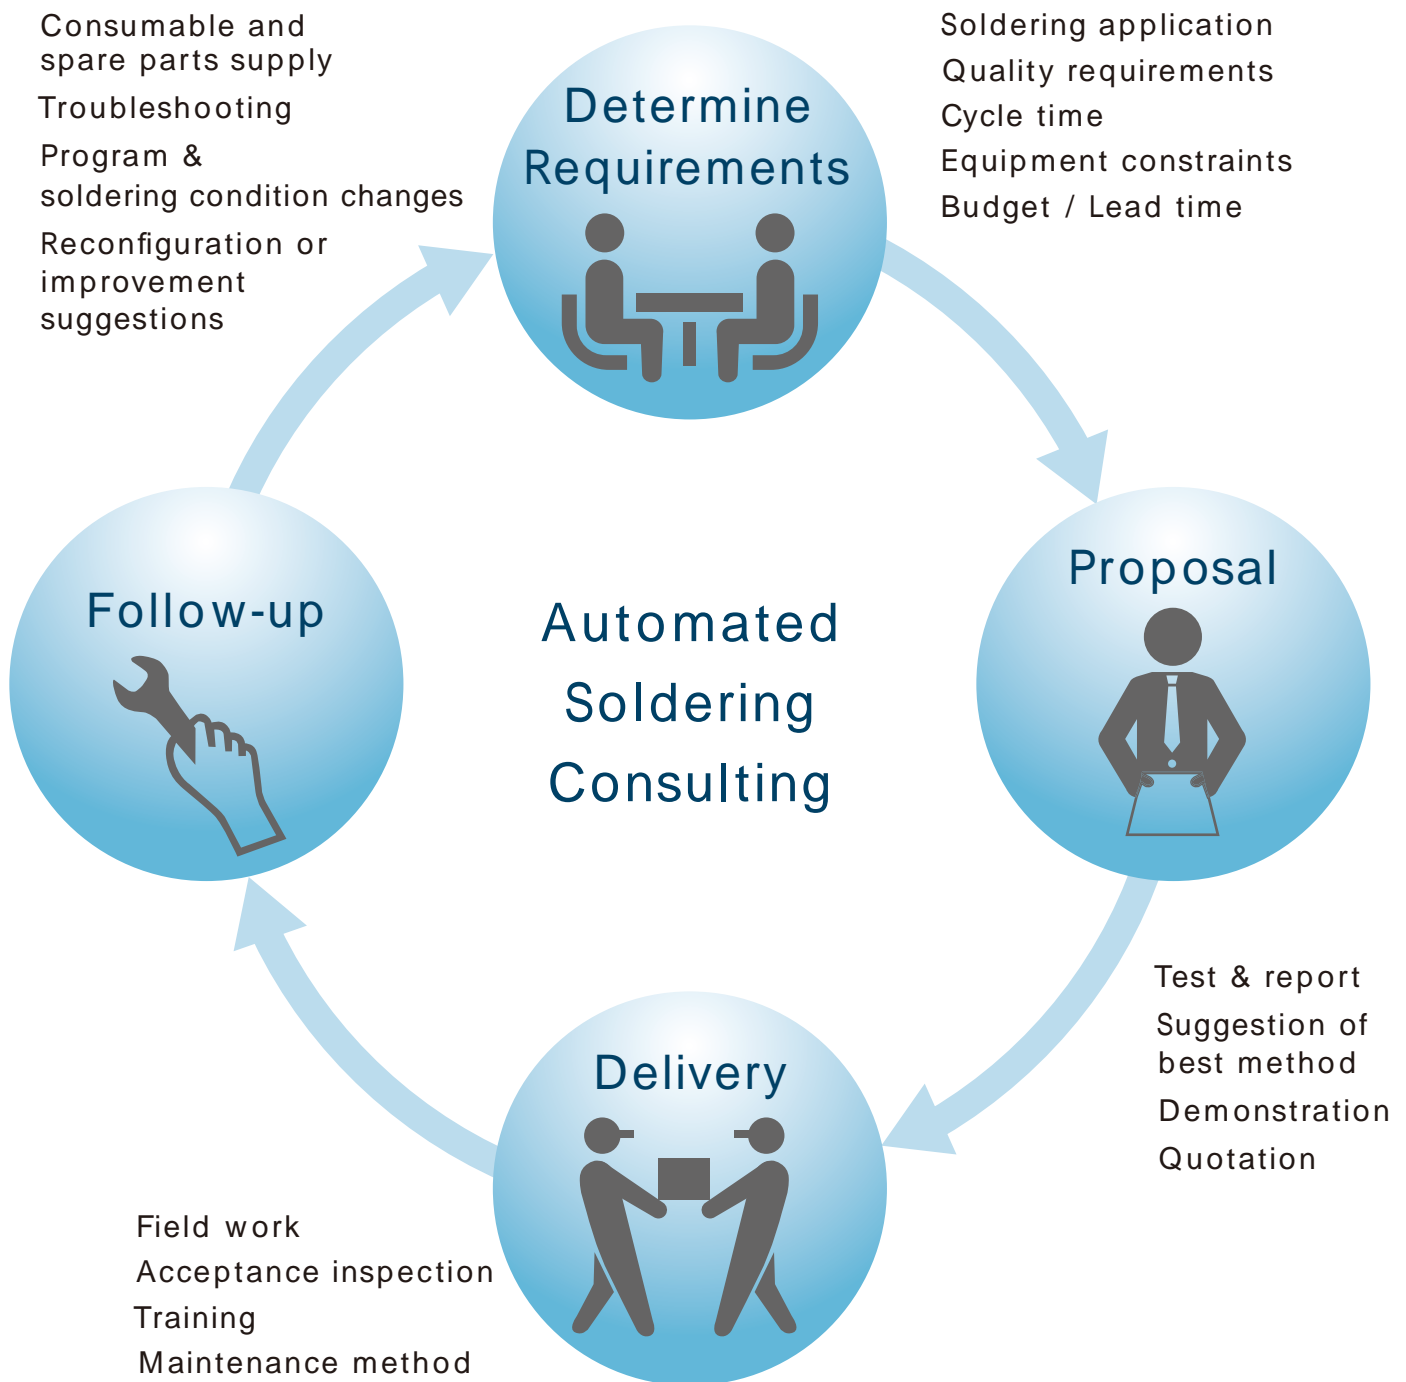 Consumable and
spare parts supply
Troubleshooting
Program &
soldering condition changes
Reconfiguration or
improvement
suggestions
Determine
Requirements
Soldering application
Quality requirements
Cycle time
Equipment constraints
Budget / Lead time
Follow-up
Automated
Soldering
Consulting
Proposal
Test & report
Suggestion of
best method
Demonstration
Quotation
Delivery
Field work
Acceptance inspection
Training
Maintenance method